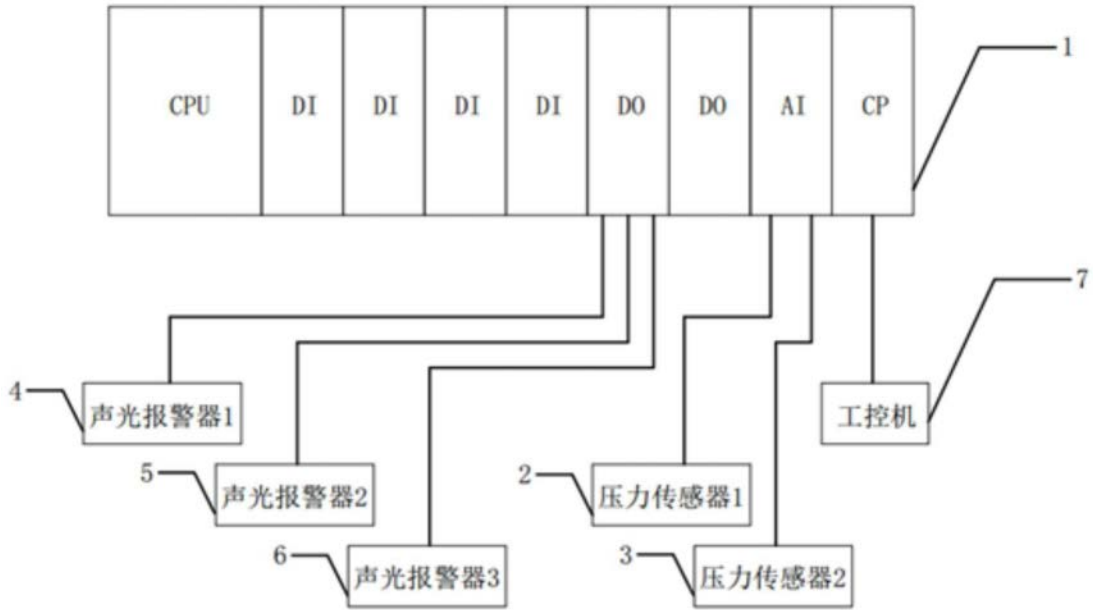 CPU DI DI DI DI DO DO AI CP
1
7
4
声光报警器1
工控机
5
声光报警器2
2
压力传感器1
6
声光报警器3
3
压力传感器2